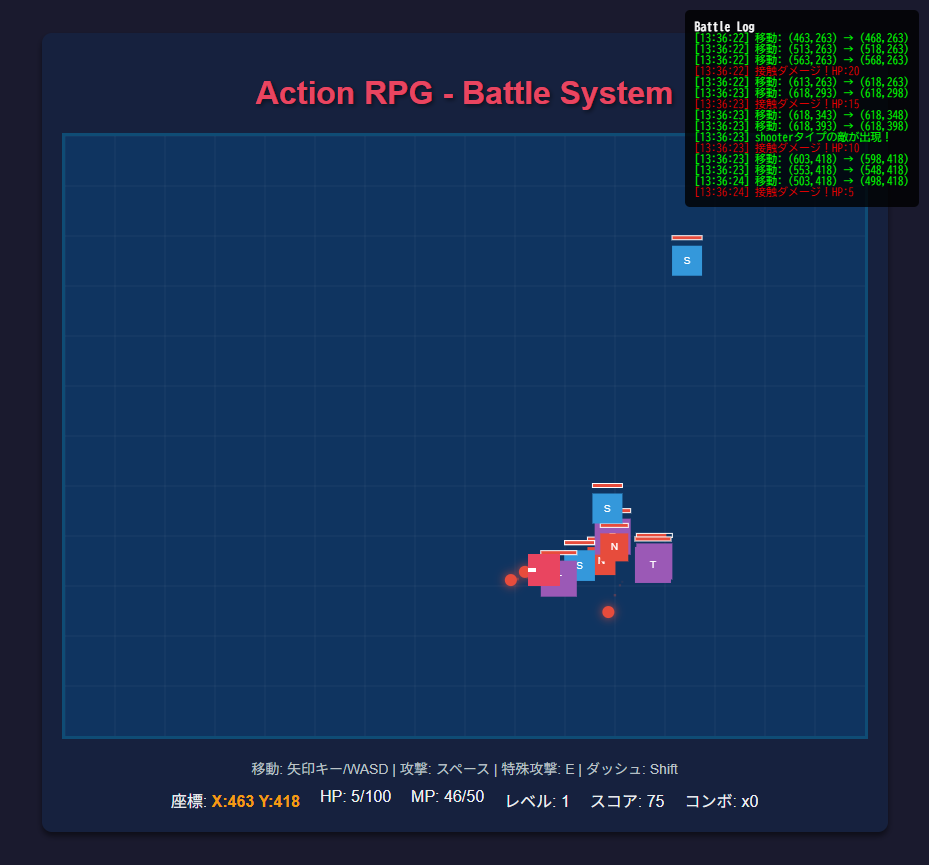 Battle Log
[13:36:22] 移動: (463,263) → (468,263)
[13:36:22] 移動: (513,263) → (518,263)
[13:36:22] 移動: (563,263) → (568,263)
[13:36:22] 接触ダメージ！HP:20
[13:36:22] 移動: (613,263) → (618,263)
[13:36:23] 移動: (618,293) → (618,298)
[13:36:23] 接触ダメージ！HP:15
[13:36:23] 移動: (618,343) → (618,348)
[13:36:23] 移動: (618,393) → (618,398)
[13:36:23] shooterタイプの敵が出現！
[13:36:23] 接触ダメージ！HP:10
[13:36:23] 移動: (603,418) → (598,418)
[13:36:23] 移動: (553,418) → (548,418)
[13:36:24] 移動: (503,418) → (498,418)
[13:36:24] 接触ダメージ！HP:5
Action RPG - Battle System
S
S
N
N
S
T
移動: 矢印キー/WASD | 攻撃: スペース | 特殊攻撃: E | ダッシュ: Shift
座標: X:463 Y:418 HP: 5/100 MP: 46/50 レベル: 1 スコア: 75 コンボ: x0